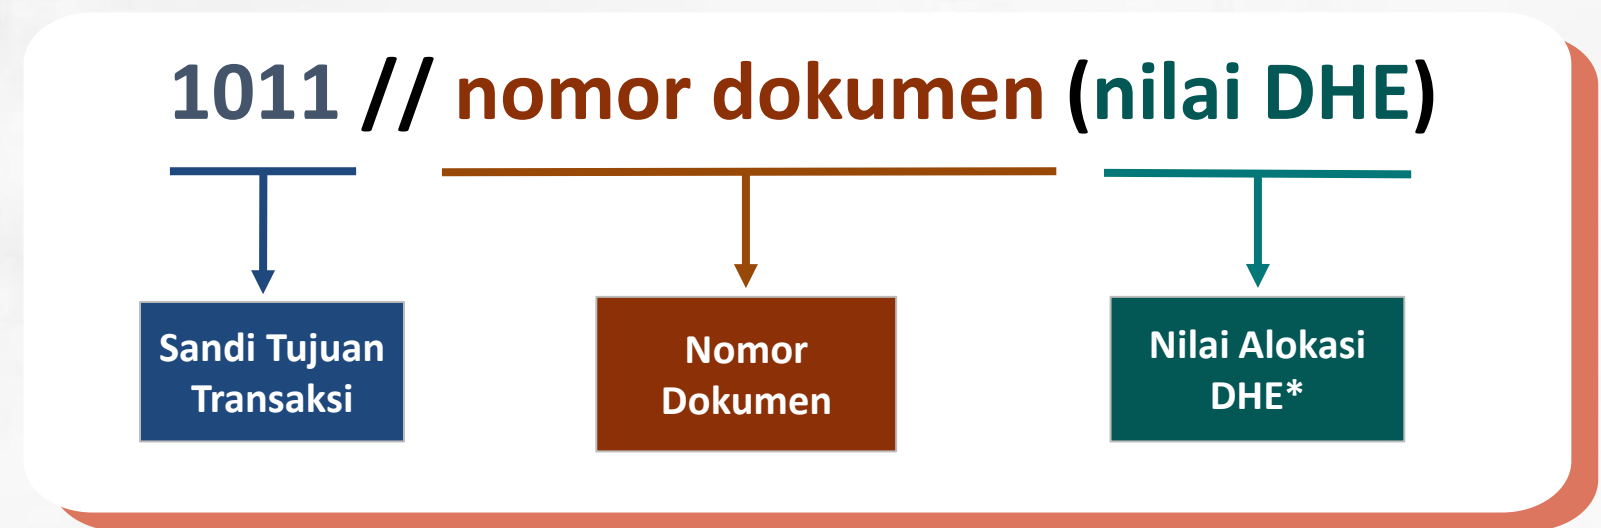 1011 // nomor dokumen (nilai DHE)
Sandi Tujuan
Transaksi
Nomor
Dokumen
Nilai Alokasi
DHE*